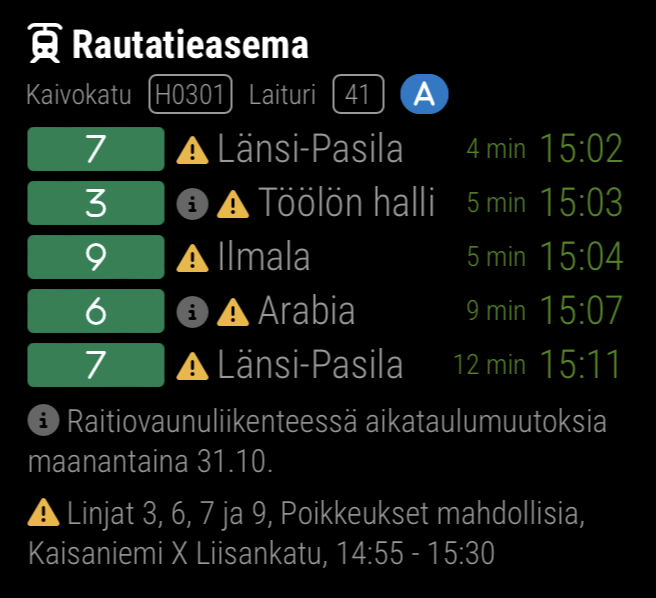 Rautatieasema
Kaivokatu H0301 Laituri 41 A
7 Länsi-Pasila 4 min 15:02
3 Töölön halli 5 min 15:03
9 Ilmala 5 min 15:04
6 Arabia 9 min 15:07
7 Länsi-Pasila 12 min 15:11
Raitiovaunuliikenteessä aikataulumuutoksia
maanantaina 31.10.
Linjat 3, 6, 7 ja 9, Poikkeukset mahdollisia,
Kaisaniemi X Liisankatu, 14:55 - 15:30